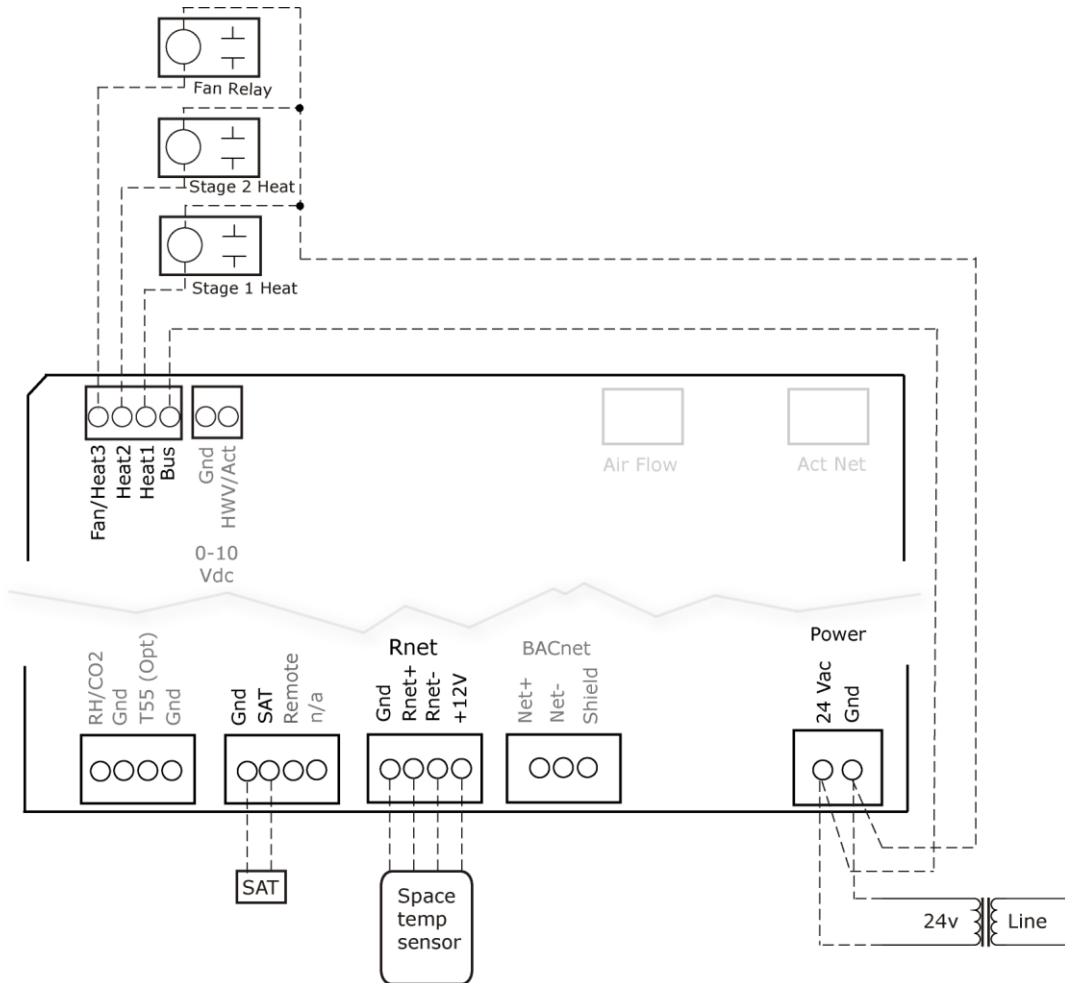 Fan Relay
Stage 2 Heat
Stage 1 Heat
Fan/Heat3
Heat2
Heat1
Bus
Gnd
HWV/Act
0-10
Vdc
Air Flow
Act Net
RH/CO2
Gnd
T55 (Opt)
Gnd
Gnd
SAT
Remote
n/a
Rnet
Gnd
Rnet+
Rnet-
+12V
BACnet
Net+
Net-
Shield
Power
24 Vac
Gnd
SAT
Space
temp
sensor
24v
Line